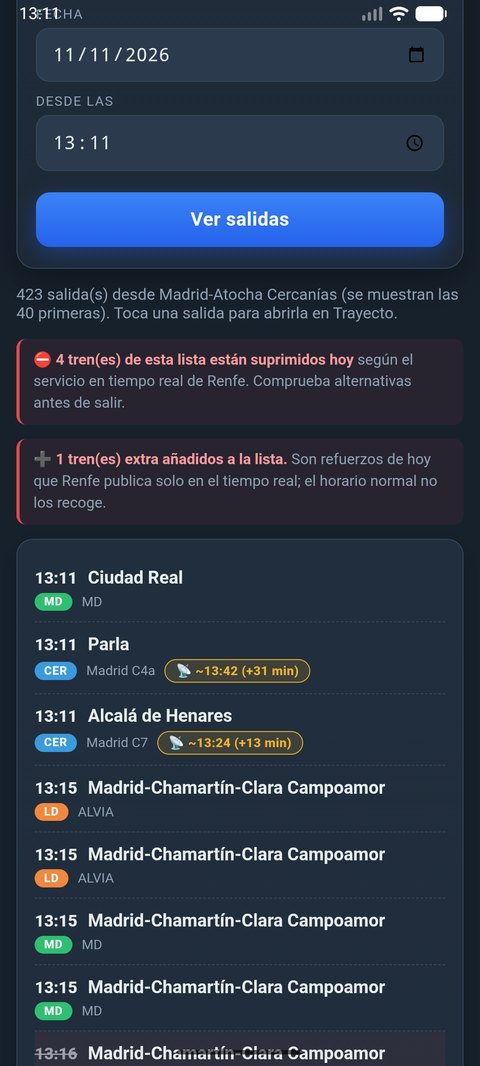 13:11
FECHA
11/11/2026
DESDE LAS
13:11
Ver salidas
423 salida(s) desde Madrid-Atocha Cercanías (se muestran las
40 primeras). Toca una salida para abrirla en Trayecto.
⛔ 4 tren(es) de esta lista están suprimidos hoy según el
servicio en tiempo real de Renfe. Comprueba alternativas
antes de salir.
➕ 1 tren(es) extra añadidos a la lista. Son refuerzos de hoy
que Renfe publica solo en el tiempo real; el horario normal no
los recoge.
13:11 Ciudad Real
MD MD
13:11 Parla
CER Madrid C4a 📡 ~13:42 (+31 min)
13:11 Alcalá de Henares
CER Madrid C7 📡 ~13:24 (+13 min)
13:15 Madrid-Chamartín-Clara Campoamor
LD ALVIA
13:15 Madrid-Chamartín-Clara Campoamor
LD ALVIA
13:15 Madrid-Chamartín-Clara Campoamor
MD MD
13:15 Madrid-Chamartín-Clara Campoamor
MD MD
13:16 Madrid-Chamartín-Clara Campoamor